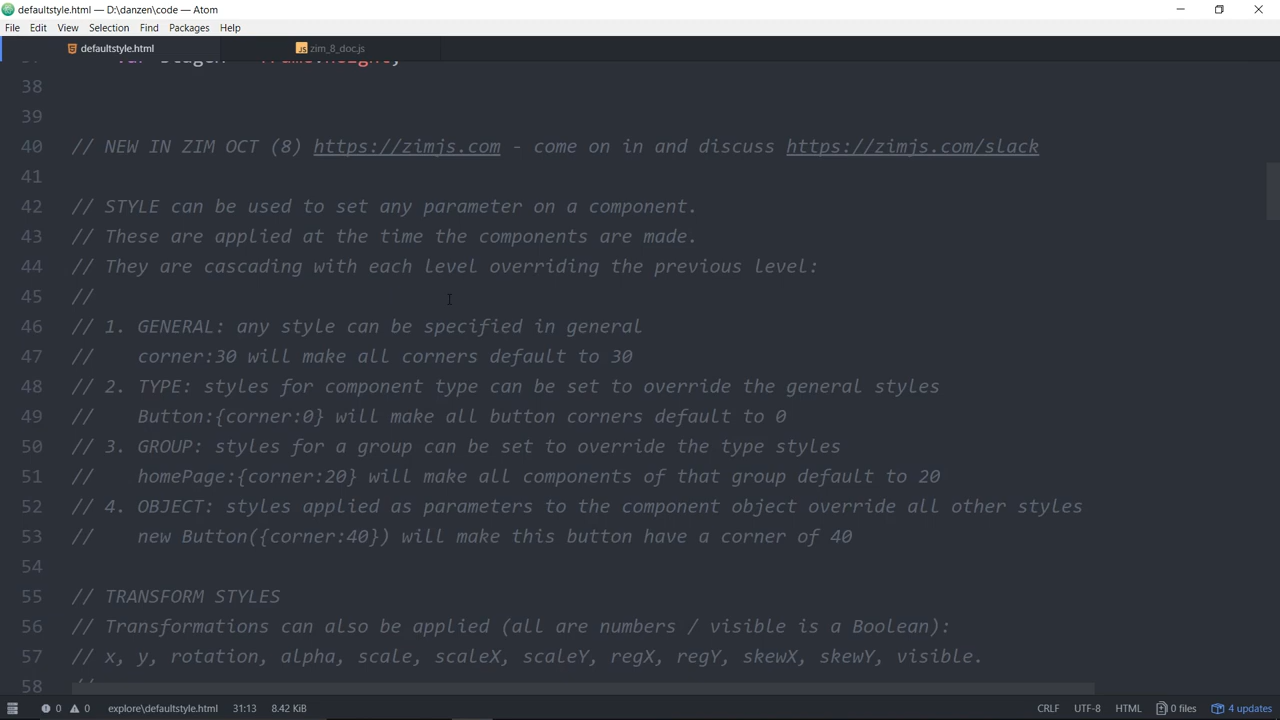 defaultstyle.html — D:\danzen\code — Atom
File Edit View Selection Find Packages Help
defaultstyle.html zim_8_doc.js
38
39
40 // NEW IN ZIM OCT (8) https://zimjs.com - come on in and discuss https://zimjs.com/slack
41
42 // STYLE can be used to set any parameter on a component.
43 // These are applied at the time the components are made.
44 // They are cascading with each level overriding the previous level:
45 //
46 // 1. GENERAL: any style can be specified in general
47 // corner:30 will make all corners default to 30
48 // 2. TYPE: styles for component type can be set to override the general styles
49 // Button:{corner:0} will make all button corners default to 0
50 // 3. GROUP: styles for a group can be set to override the type styles
51 // homePage:{corner:20} will make all components of that group default to 20
52 // 4. OBJECT: styles applied as parameters to the component object override all other styles
53 // new Button({corner:40}) will make this button have a corner of 40
54
55 // TRANSFORM STYLES
56 // Transformations can also be applied (all are numbers / visible is a Boolean):
57 // x, y, rotation, alpha, scale, scaleX, scaleY, regX, regY, skewX, skewY, visible.
58 //
0 0 explore\defaultstyle.html 31:13 8.42 KiB CRLF UTF-8 HTML 0 files 4 updates